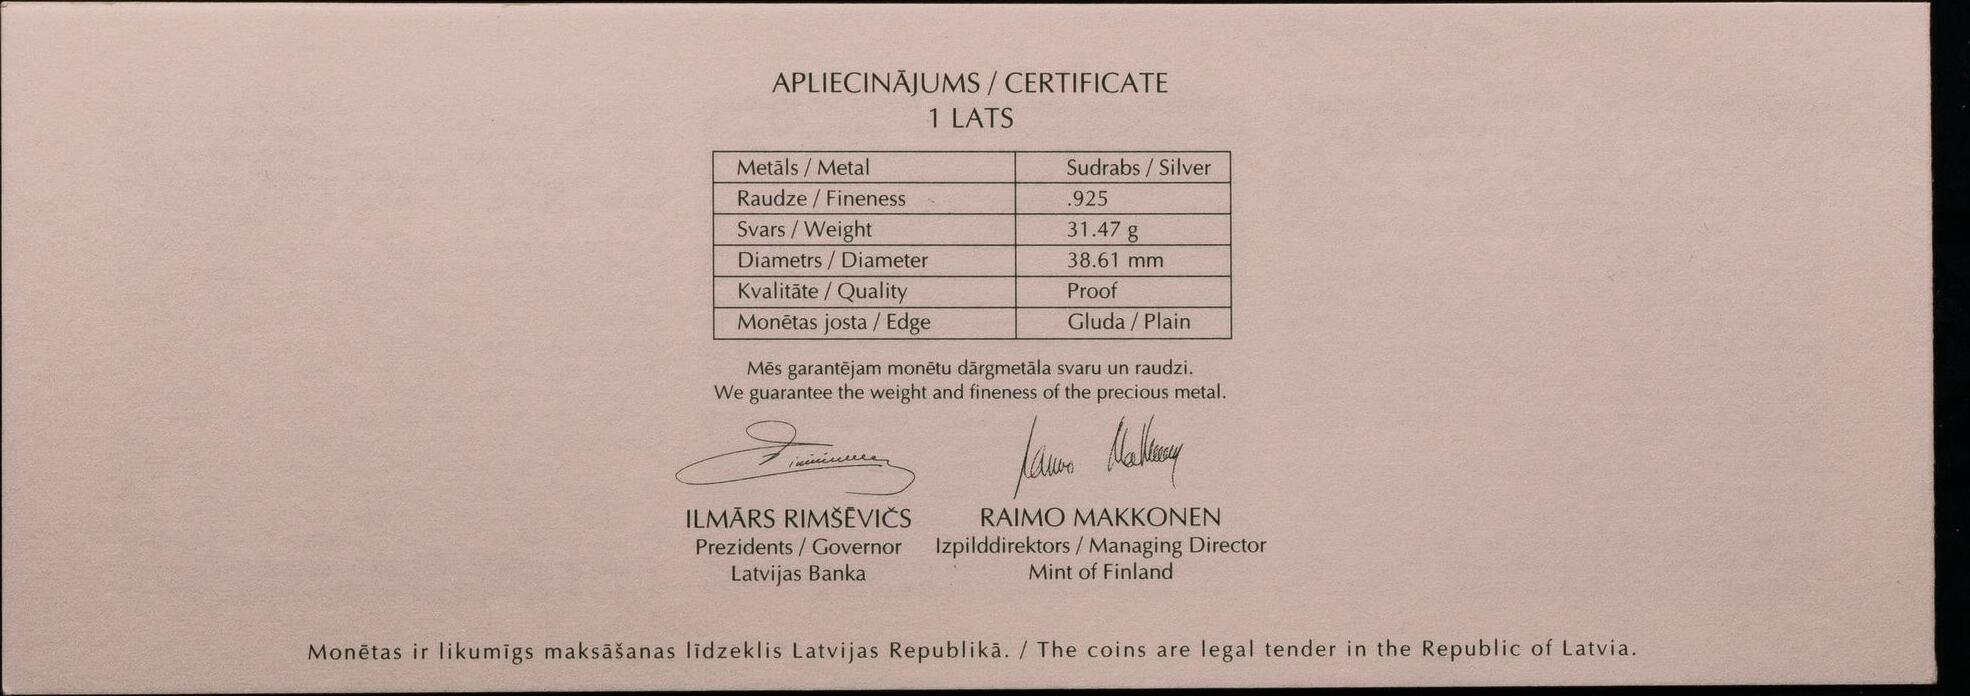 APLIECINĀJUMS / CERTIFICATE
1 LATS
Metāls / Metal Sudrabs / Silver
Raudze / Fineness .925
Svars / Weight 31.47 g
Diametrs / Diameter 38.61 mm
Kvalitāte / Quality Proof
Monētas josta / Edge Gluda / Plain
Mēs garantējam monētu dārgmetāla svaru un raudzi.
We guarantee the weight and fineness of the precious metal.
ILMĀRS RIMŠĒVIČS RAIMO MAKKONEN
Prezidents / Governor Izpilddirektors / Managing Director
Latvijas Banka Mint of Finland
Monētas ir likumīgs maksāšanas līdzeklis Latvijas Republikā. / The coins are legal tender in the Republic of Latvia.